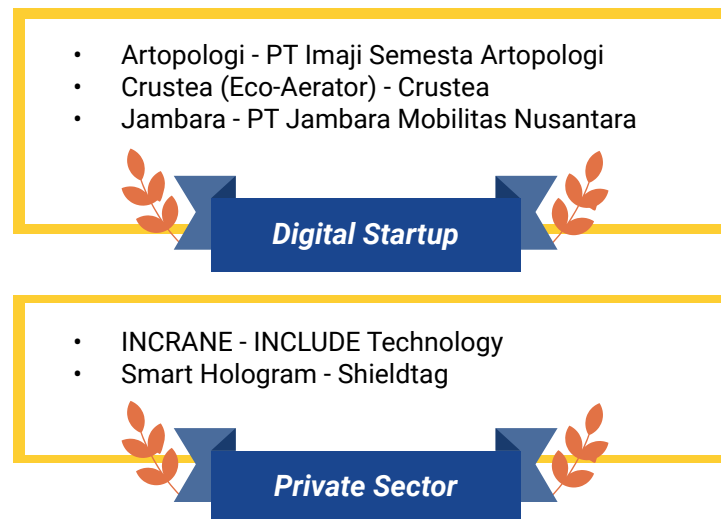 • Artopologi - PT Imaji Semesta Artopologi
• Crustea (Eco-Aerator) - Crustea
• Jambara - PT Jambara Mobilitas Nusantara
Digital Startup
• INCRANE - INCLUDE Technology
• Smart Hologram - Shieldtag
Private Sector